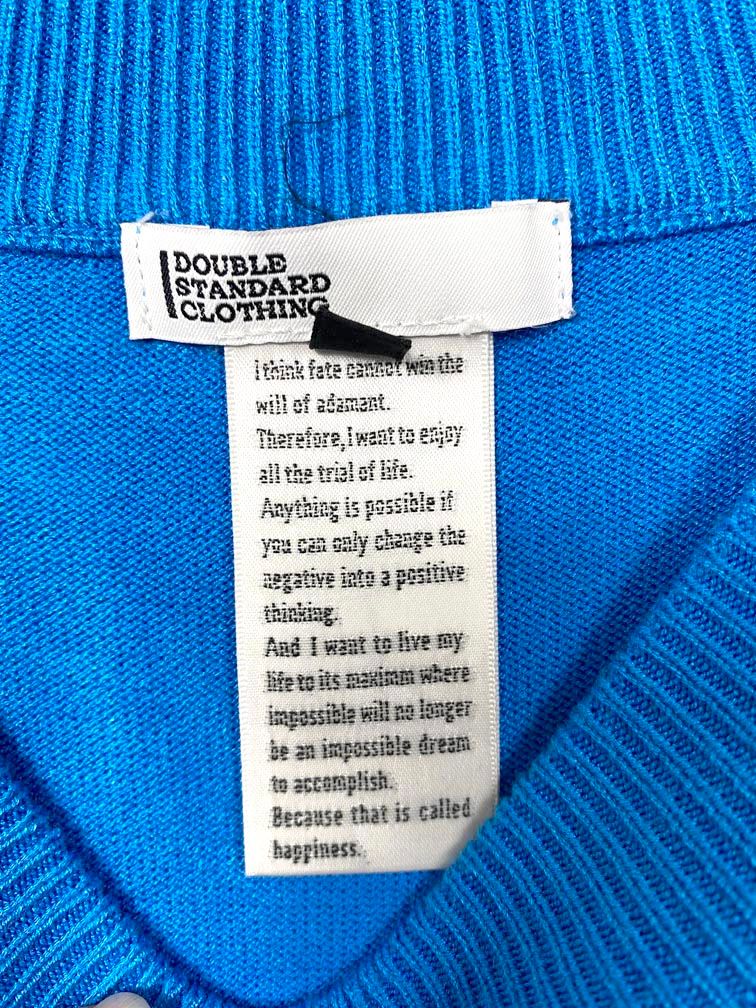 DOUBLE
STANDARD
CLOTHING
I think fate cannot win the
will of adamant.
Therefore,I want to enjoy
all the trial of life.
Anything is possible if
you can only change the
negative into a positive
thinking.
And I want to live my
life to its maximm where
impossible will no longer
be an impossible dream
to accomplish.
Because that is called
happiness.